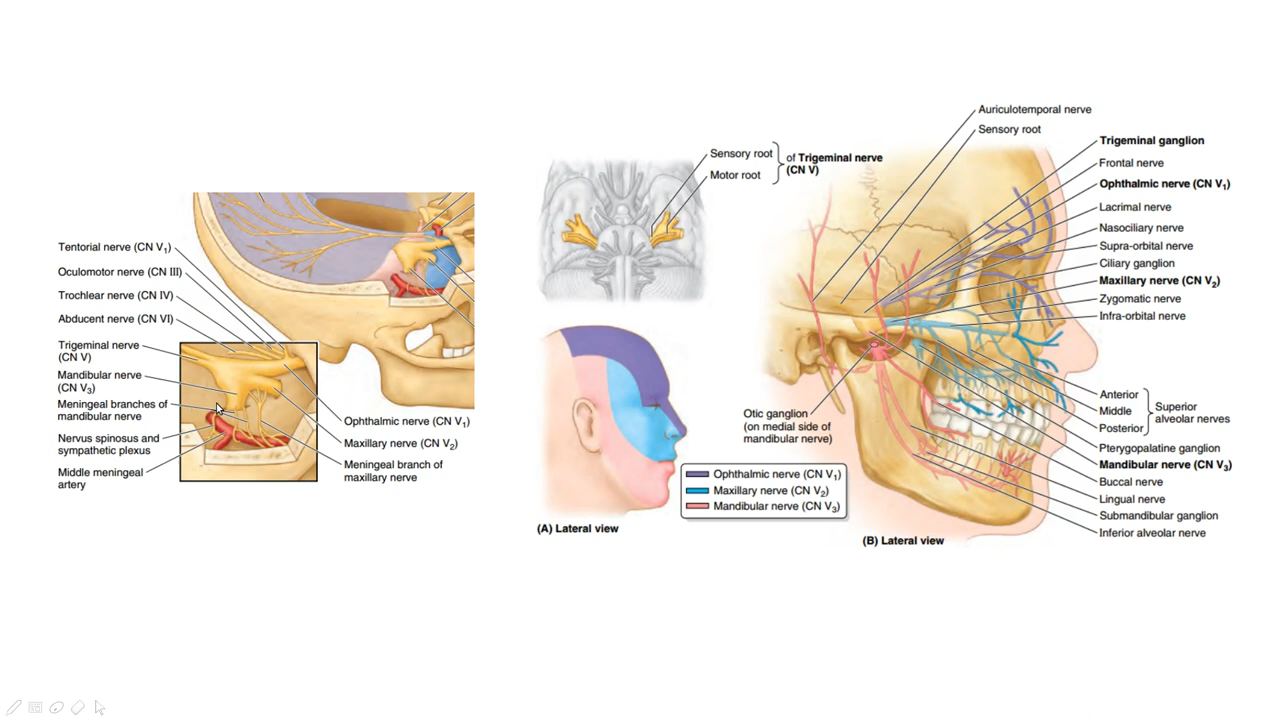 Tentorial nerve (CN V₁)
Oculomotor nerve (CN III)
Trochlear nerve (CN IV)
Abducent nerve (CN VI)
Trigeminal nerve
(CN V)
Mandibular nerve
(CN V₃)
Meningeal branches of
mandibular nerve
Nervus spinosus and
sympathetic plexus
Middle meningeal
artery
Ophthalmic nerve (CN V₁)
Maxillary nerve (CN V₂)
Meningeal branch of
maxillary nerve
Sensory root
Motor root
of Trigeminal nerve
(CN V)
Ophthalmic nerve (CN V₁)
Maxillary nerve (CN V₂)
Mandibular nerve (CN V₃)
(A) Lateral view
Auriculotemporal nerve
Sensory root
Trigeminal ganglion
Frontal nerve
Ophthalmic nerve (CN V₁)
Lacrimal nerve
Nasociliary nerve
Supra-orbital nerve
Ciliary ganglion
Maxillary nerve (CN V₂)
Zygomatic nerve
Infra-orbital nerve
Anterior
Middle
Posterior
Superior
alveolar nerves
Pterygopalatine ganglion
Mandibular nerve (CN V₃)
Buccal nerve
Lingual nerve
Submandibular ganglion
Inferior alveolar nerve
Otic ganglion
(on medial side of
mandibular nerve)
(B) Lateral view